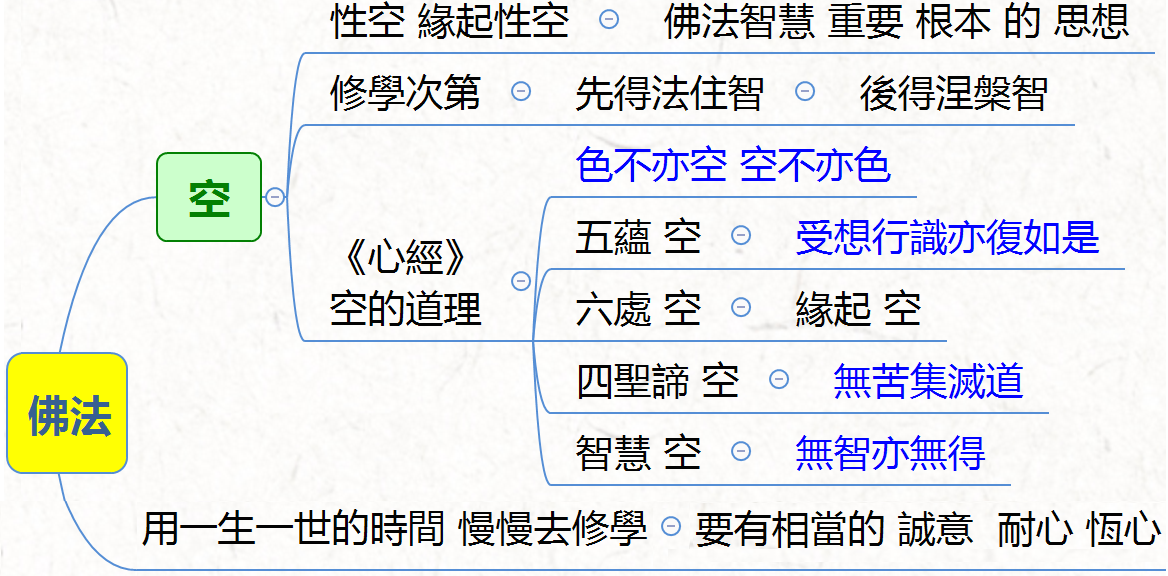 性空 緣起性空 佛法智慧 重要 根本 的 思想
修學次第 先得法住智 後得涅槃智
空
《心經》
空的道理
色不亦空 空不亦色
五蘊 空 受想行識亦復如是
六處 空 緣起 空
四聖諦 空 無苦集滅道
智慧 空 無智亦無得
佛法
用一生一世的時間 慢慢去修學 要有相當的 誠意 耐心 恆心